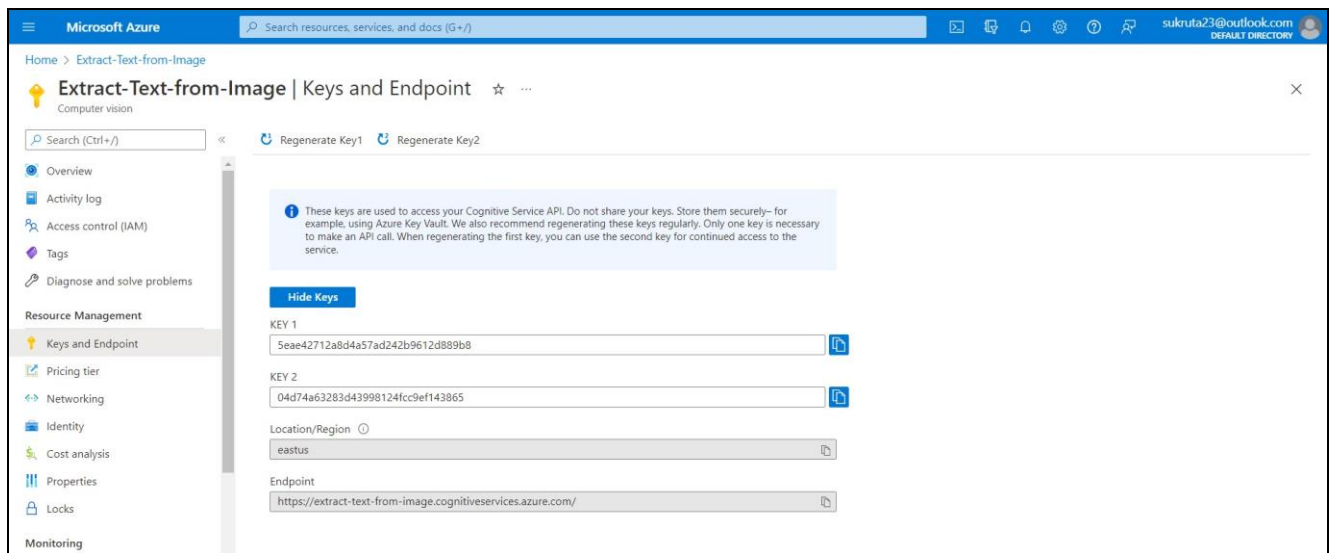 Microsoft Azure
Search resources, services, and docs (G+/)
sukruta23@outlook.com
DEFAULT DIRECTORY
Home > Extract-Text-from-Image
Extract-Text-from-Image | Keys and Endpoint
Computer vision
Search (Ctrl+/)
Overview
Activity log
Access control (IAM)
Tags
Diagnose and solve problems
Resource Management
Keys and Endpoint
Pricing tier
Networking
Identity
Cost analysis
Properties
Locks
Monitoring
Regenerate Key1
Regenerate Key2
These keys are used to access your Cognitive Service API. Do not share your keys. Store them securely– for
example, using Azure Key Vault. We also recommend regenerating these keys regularly. Only one key is necessary
to make an API call. When regenerating the first key, you can use the second key for continued access to the
service.
Hide Keys
KEY 1
5eae42712a8d4a57ad242b9612d889b8
KEY 2
04d74a63283d43998124fcc9ef143865
Location/Region
eastus
Endpoint
https://extract-text-from-image.cognitiveservices.azure.com/